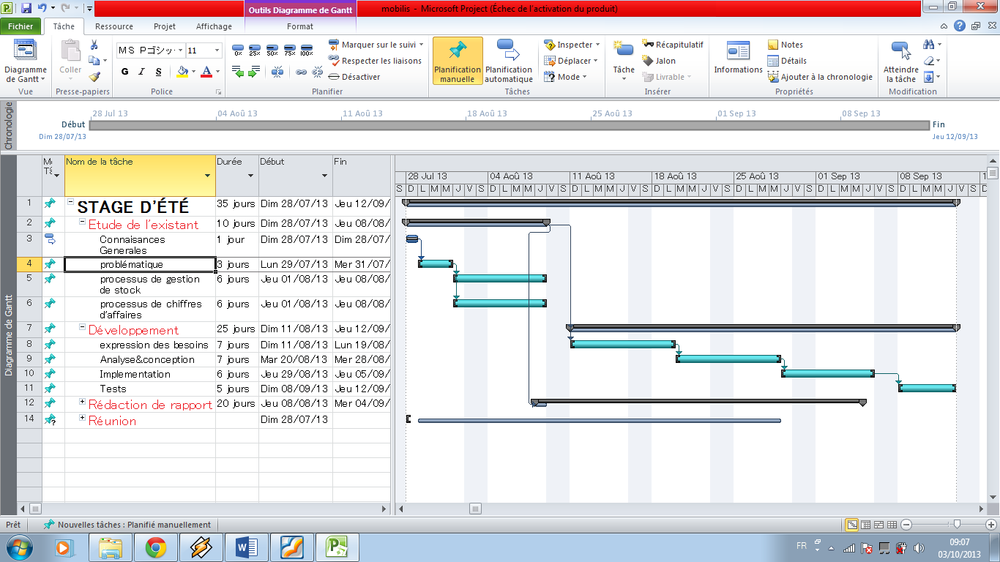 Outils Diagramme de Gantt
mobilis - Microsoft Project (Échec de l'activation du produit)
Fichier Tâche Ressource Projet Affichage Format
Diagramme de Gantt
Vue
Coller
Presse-papiers
ＭＳ Ｐゴシッ 11
G I S
Police
0% 25% 50% 75% 100%
Marquer sur le suivi
Respecter les liaisons
Désactiver
Planifier
Planification manuelle
Planification automatique
Inspecter
Déplacer
Mode
Tâches
Tâche
Récapitulatif
Jalon
Livrable
Insérer
Informations
Notes
Détails
Ajouter à la chronologie
Propriétés
Atteindre la tâche
Modification
Chronologie
28 Jul 13 04 Aoû 13 11 Aoû 13 18 Aoû 13 25 Aoû 13 01 Sep 13 08 Sep 13
Début
Dim 28/07/13
Fin
Jeu 12/09/13
Diagramme de Gantt
Nom de la tâche Durée Début Fin
28 Jul 13 04 Aoû 13 11 Aoû 13 18 Aoû 13 25 Aoû 13 01 Sep 13 08 Sep 13
S D L M M J V S D L M M J V S D L M M J V S D L M M J V S D L M M J V S D L M M J V S D L M M J V S D
1 STAGE D'ÉTÉ 35 jours Dim 28/07/13 Jeu 12/09/
2 Etude de l'existant 10 jours Dim 28/07/13 Jeu 08/08/
3 Connaisances Generales 1 jour Dim 28/07/13 Dim 28/07/
4 problématique 3 jours Lun 29/07/13 Mer 31/07/
5 processus de gestion de stock 6 jours Jeu 01/08/13 Jeu 08/08/
6 processus de chiffres d'affaires 6 jours Jeu 01/08/13 Jeu 08/08/
7 Développement 25 jours Dim 11/08/13 Jeu 12/09/
8 expression des besoins 7 jours Dim 11/08/13 Lun 19/08/
9 Analyse&conception 7 jours Mar 20/08/13 Mer 28/08/
10 Implementation 6 jours Jeu 29/08/13 Jeu 05/09/
11 Tests 5 jours Dim 08/09/13 Jeu 12/09/
12 Rédaction de rapport 20 jours Jeu 08/08/13 Mer 04/09/
14 Réunion Dim 28/07/13
Prêt Nouvelles tâches : Planifié manuellement
FR
09:07
03/10/2013